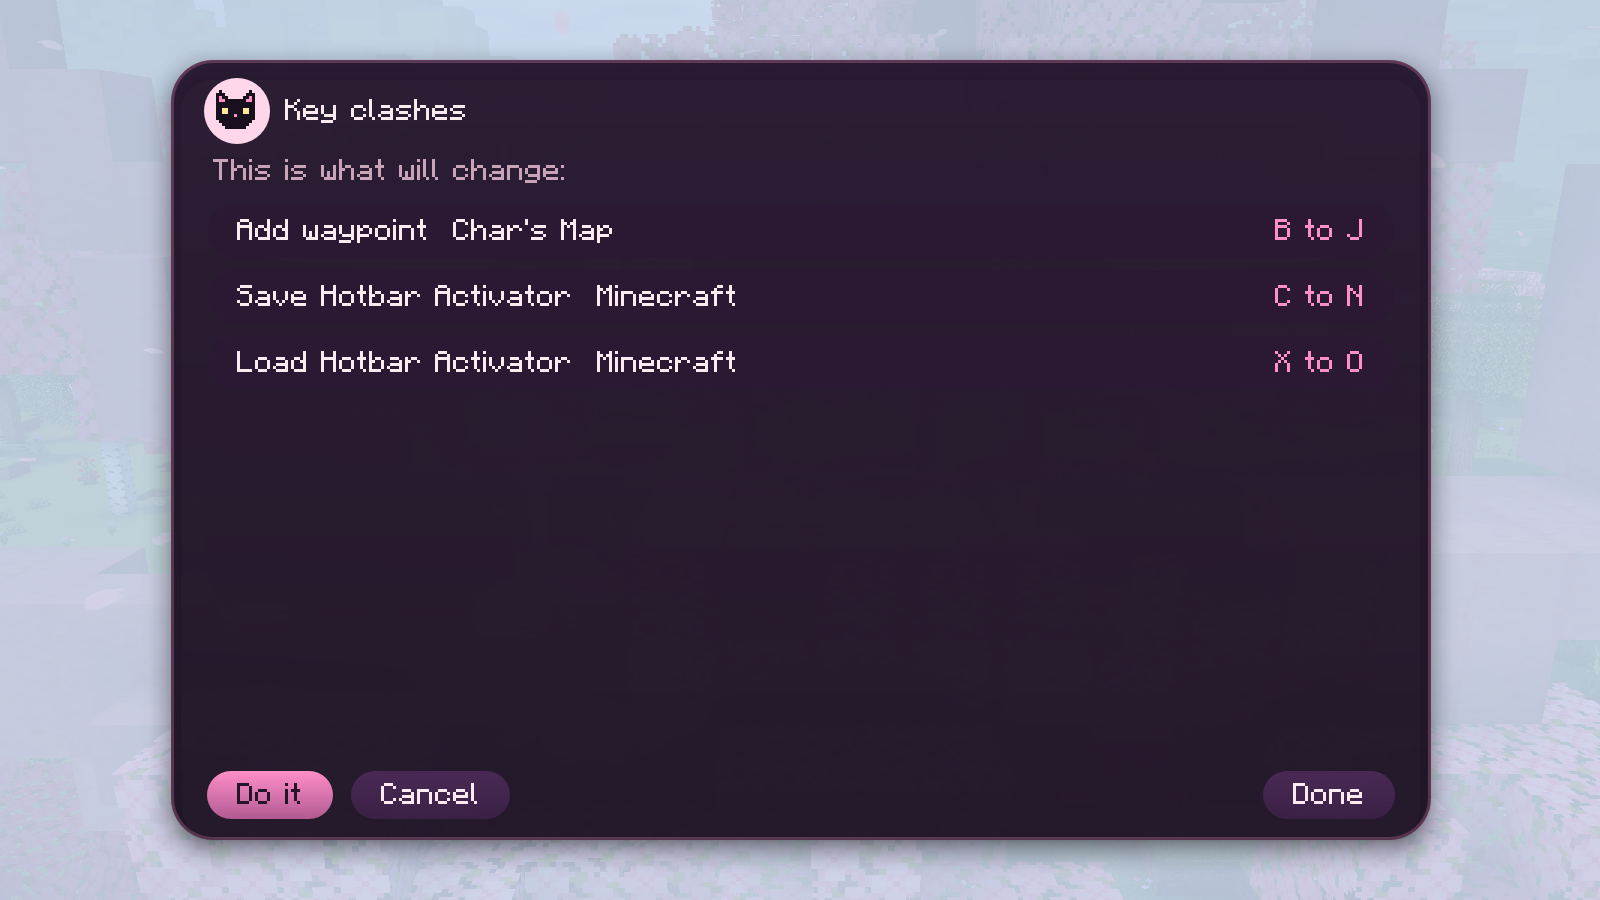 Key clashes
This is what will change:
Add waypoint Char's Map B to J
Save Hotbar Activator Minecraft C to N
Load Hotbar Activator Minecraft X to O
Do it Cancel Done